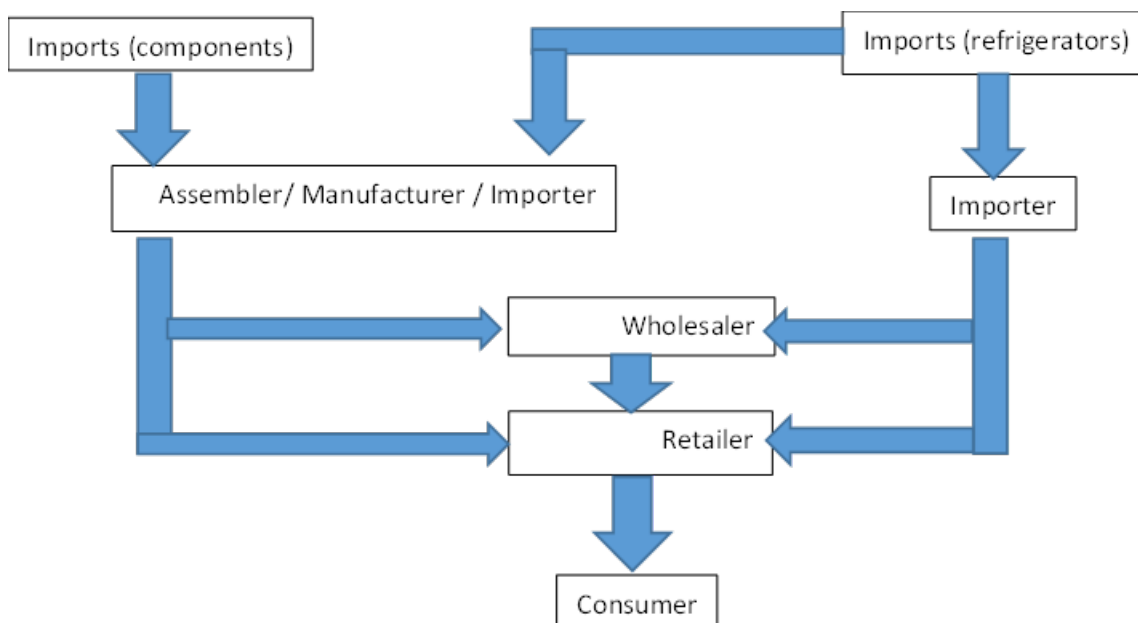 Imports (components)
Imports (refrigerators)
Assembler/ Manufacturer / Importer
Importer
Wholesaler
Retailer
Consumer